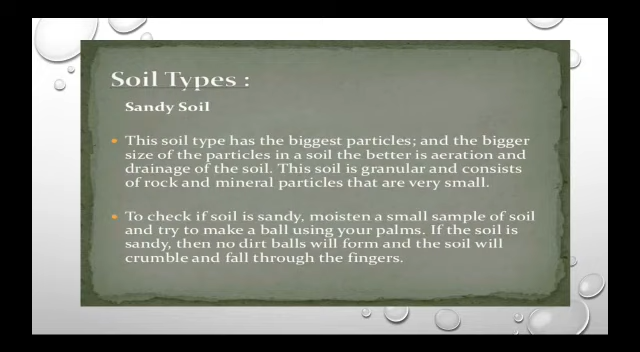 Soil Types :
Sandy Soil
• This soil type has the biggest particles; and the bigger
size of the particles in a soil the better is aeration and
drainage of the soil. This soil is granular and consists
of rock and mineral particles that are very small.
• To check if soil is sandy, moisten a small sample of soil
and try to make a ball using your palms. If the soil is
sandy, then no dirt balls will form and the soil will
crumble and fall through the fingers.